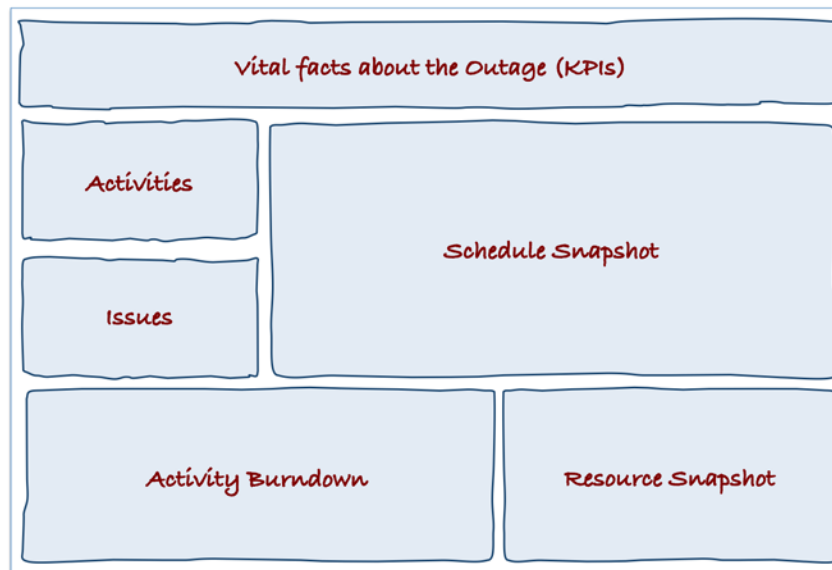 Vital facts about the Outage (KPIs)
Activities
Schedule Snapshot
Issues
Activity Burndown
Resource Snapshot